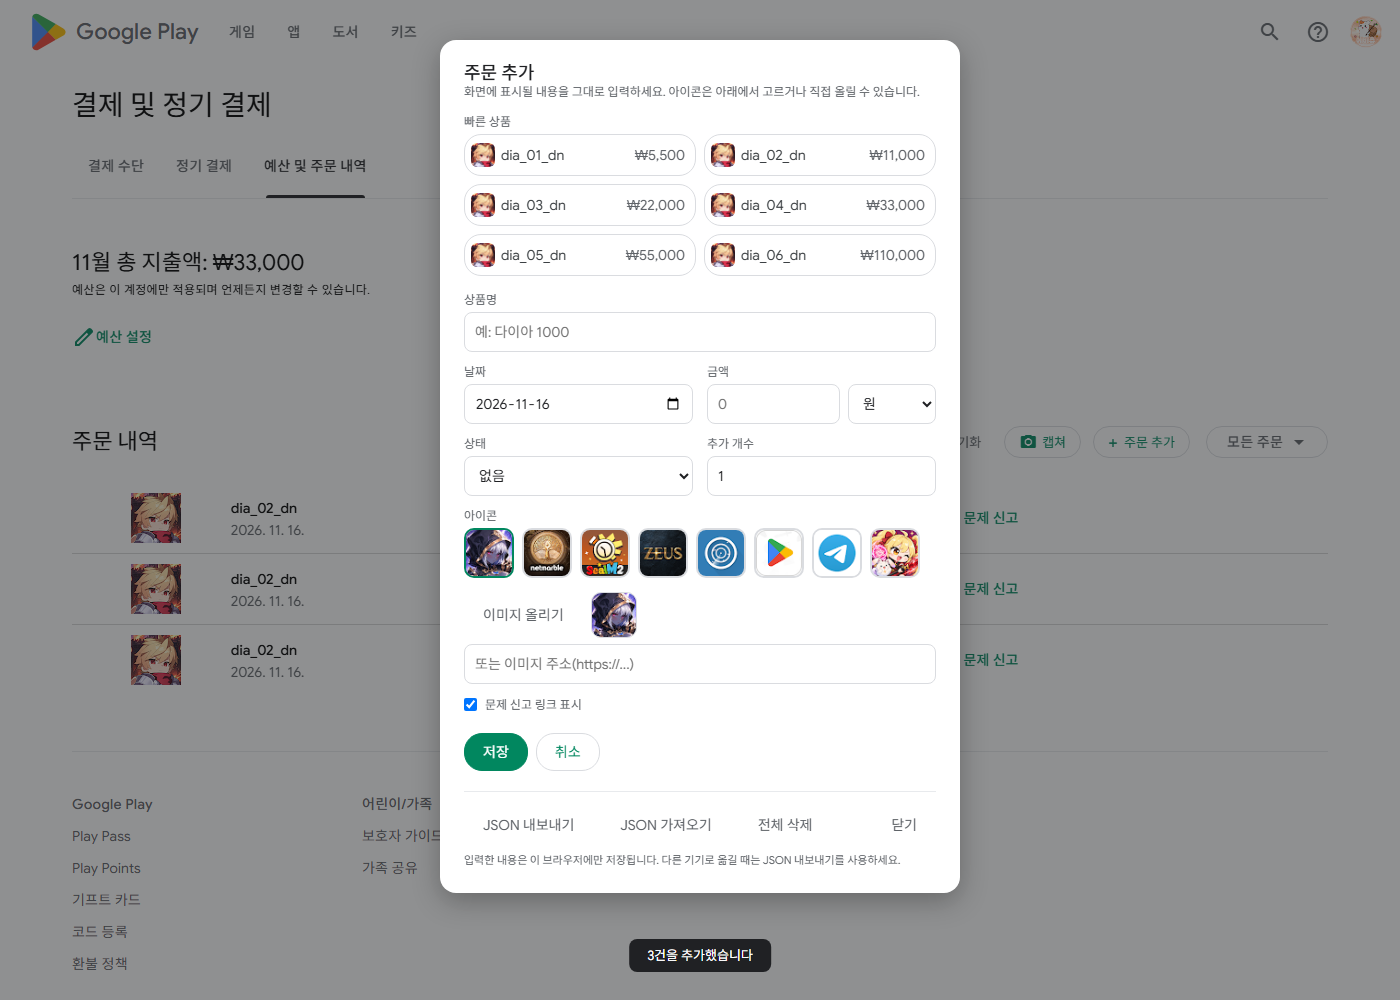 Google Play 게임 앱 도서 키즈
결제 및 정기 결제
결제 수단 정기 결제 예산 및 주문 내역
11월 총 지출액: ₩33,000
예산은 이 계정에만 적용되며 언제든지 변경할 수 있습니다.
예산 설정
주문 내역
기화 캡쳐 + 주문 추가 모든 주문
dia_02_dn
2026. 11. 16.
문제 신고
dia_02_dn
2026. 11. 16.
문제 신고
dia_02_dn
2026. 11. 16.
문제 신고
주문 추가
화면에 표시될 내용을 그대로 입력하세요. 아이콘은 아래에서 고르거나 직접 올릴 수 있습니다.
빠른 상품
dia_01_dn ₩5,500 dia_02_dn ₩11,000
dia_03_dn ₩22,000 dia_04_dn ₩33,000
dia_05_dn ₩55,000 dia_06_dn ₩110,000
상품명
예: 다이아 1000
날짜 금액
2026-11-16 0 원
상태 추가 개수
없음 1
아이콘
netmarble SealM2 ZEUS
이미지 올리기
또는 이미지 주소(https://...)
문제 신고 링크 표시
저장 취소
JSON 내보내기 JSON 가져오기 전체 삭제 닫기
입력한 내용은 이 브라우저에만 저장됩니다. 다른 기기로 옮길 때는 JSON 내보내기를 사용하세요.
Google Play
Play Pass
Play Points
기프트 카드
코드 등록
환불 정책
어린이/가족
보호자 가이드
가족 공유
3건을 추가했습니다